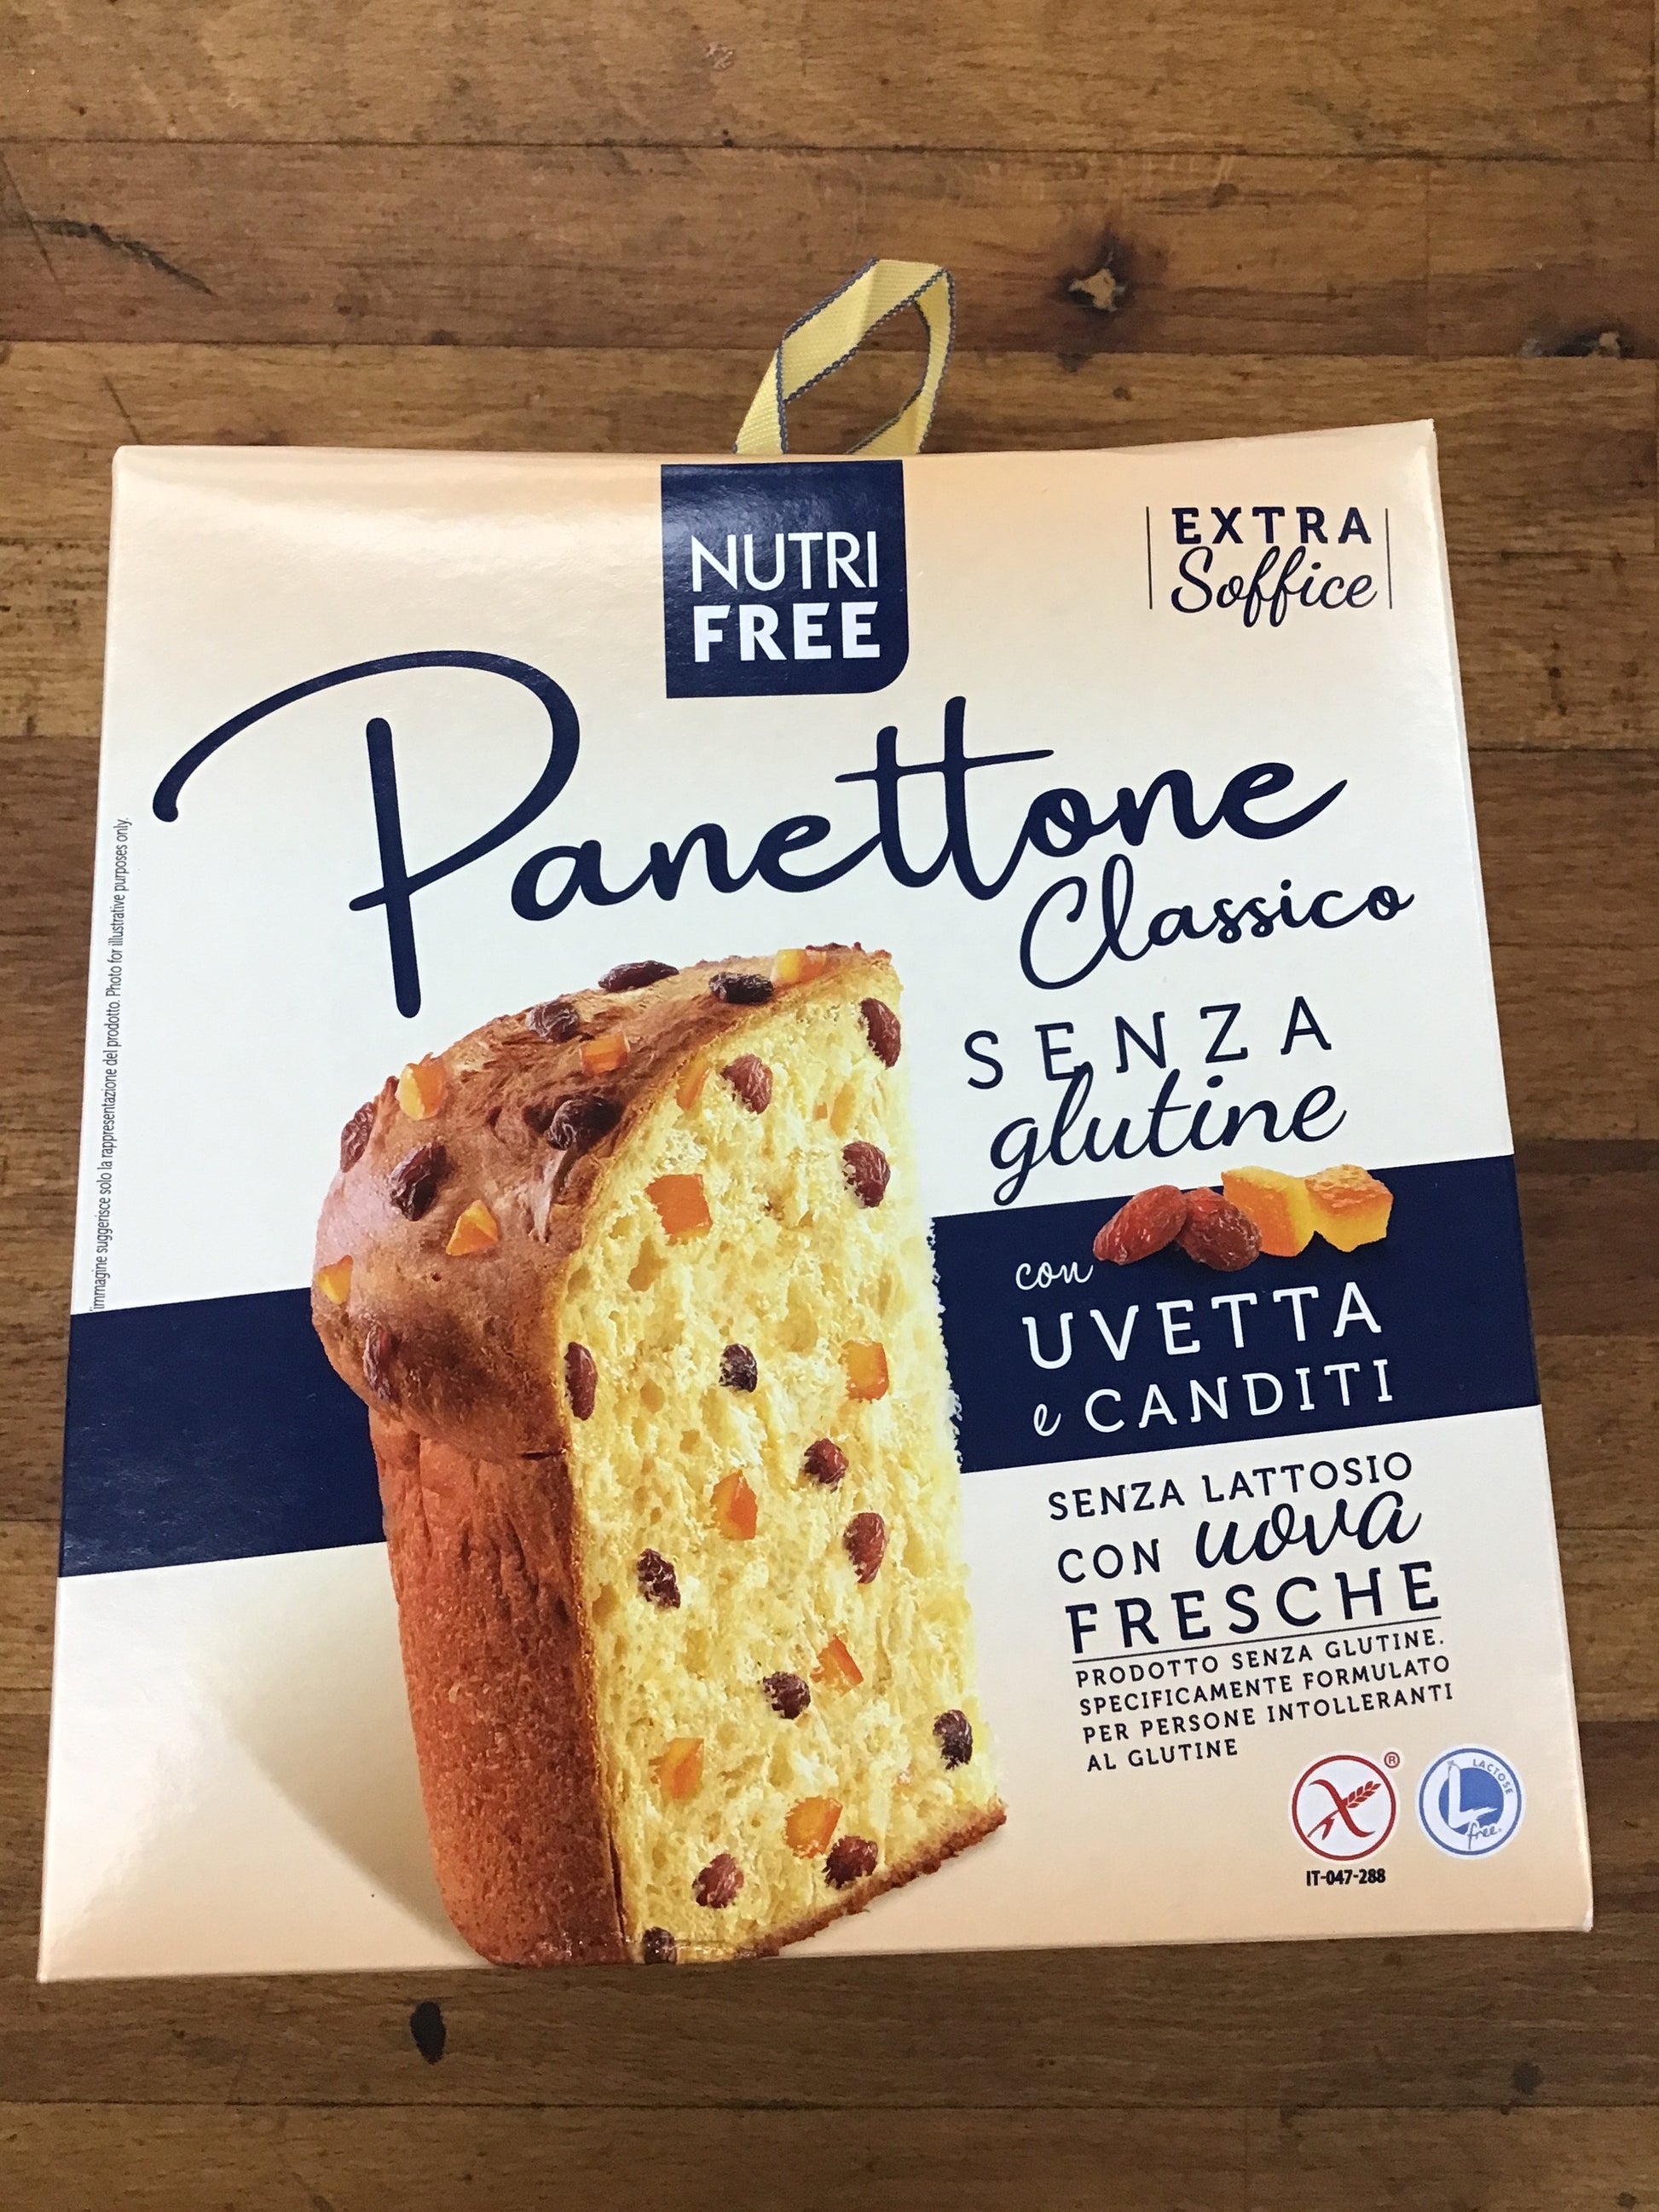 NUTRI
FREE
EXTRA
Soffice
Panettone
Classico
SENZA
glutine
con
UVETTA
e CANDITI
SENZA LATTOSIO
CON uova
FRESCHE
PRODOTTO SENZA GLUTINE.
SPECIFICAMENTE FORMULATO
PER PERSONE INTOLLERANTI
AL GLUTINE
®
IT-047-288
LACTOSE
free
L'immagine suggerisce solo la rappresentazione del prodotto. Photo for illustrative purposes only.